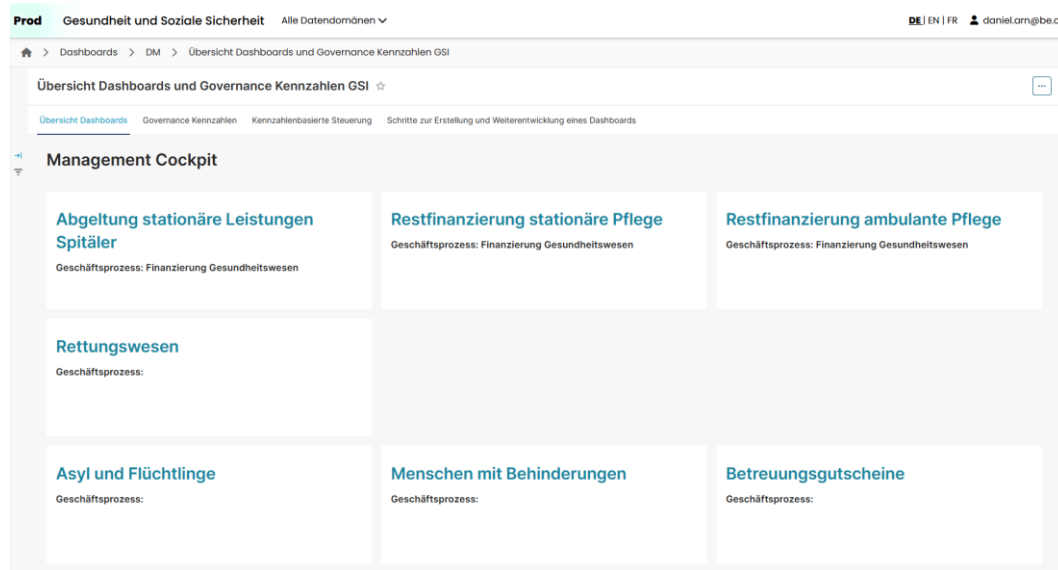 Prod Gesundheit und Soziale Sicherheit Alle Datendomänen DE | EN | FR daniel.arn@be.c
> Dashboards > DM > Übersicht Dashboards und Governance Kennzahlen GSI
Übersicht Dashboards und Governance Kennzahlen GSI
Übersicht Dashboards Governance Kennzahlen Kennzahlenbasierte Steuerung Schritte zur Erstellung und Weiterentwicklung eines Dashboards
Management Cockpit
Abgeltung stationäre Leistungen
Spitäler
Geschäftsprozess: Finanzierung Gesundheitswesen
Restfinanzierung stationäre Pflege
Geschäftsprozess: Finanzierung Gesundheitswesen
Restfinanzierung ambulante Pflege
Geschäftsprozess: Finanzierung Gesundheitswesen
Rettungswesen
Geschäftsprozess:
Asyl und Flüchtlinge
Geschäftsprozess:
Menschen mit Behinderungen
Geschäftsprozess:
Betreuungsgutscheine
Geschäftsprozess: